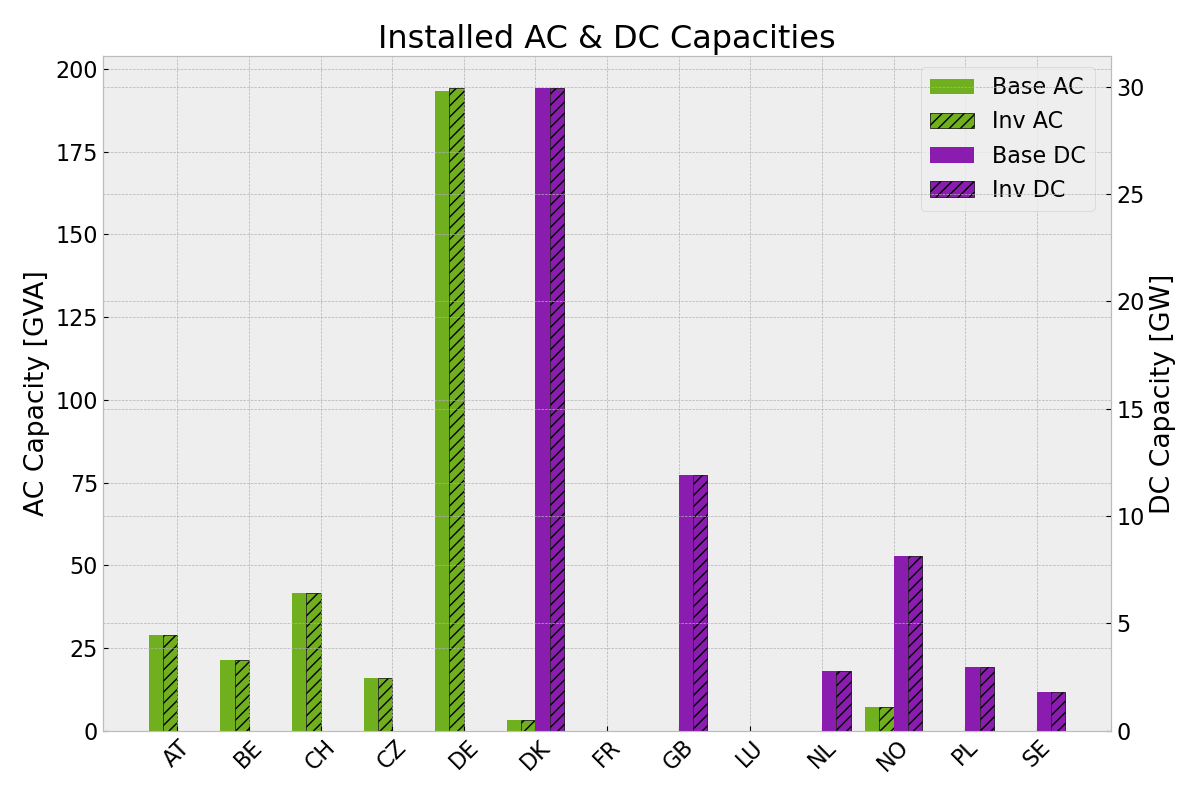 Installed AC & DC Capacities
AC Capacity [GVA]
200
175
150
125
100
75
50
25
0
30
25
20
15
10
5
0
DC Capacity [GW]
Base AC
Inv AC
Base DC
Inv DC
AT BE CH CZ DE DK FR GB LU NL NO PL SE